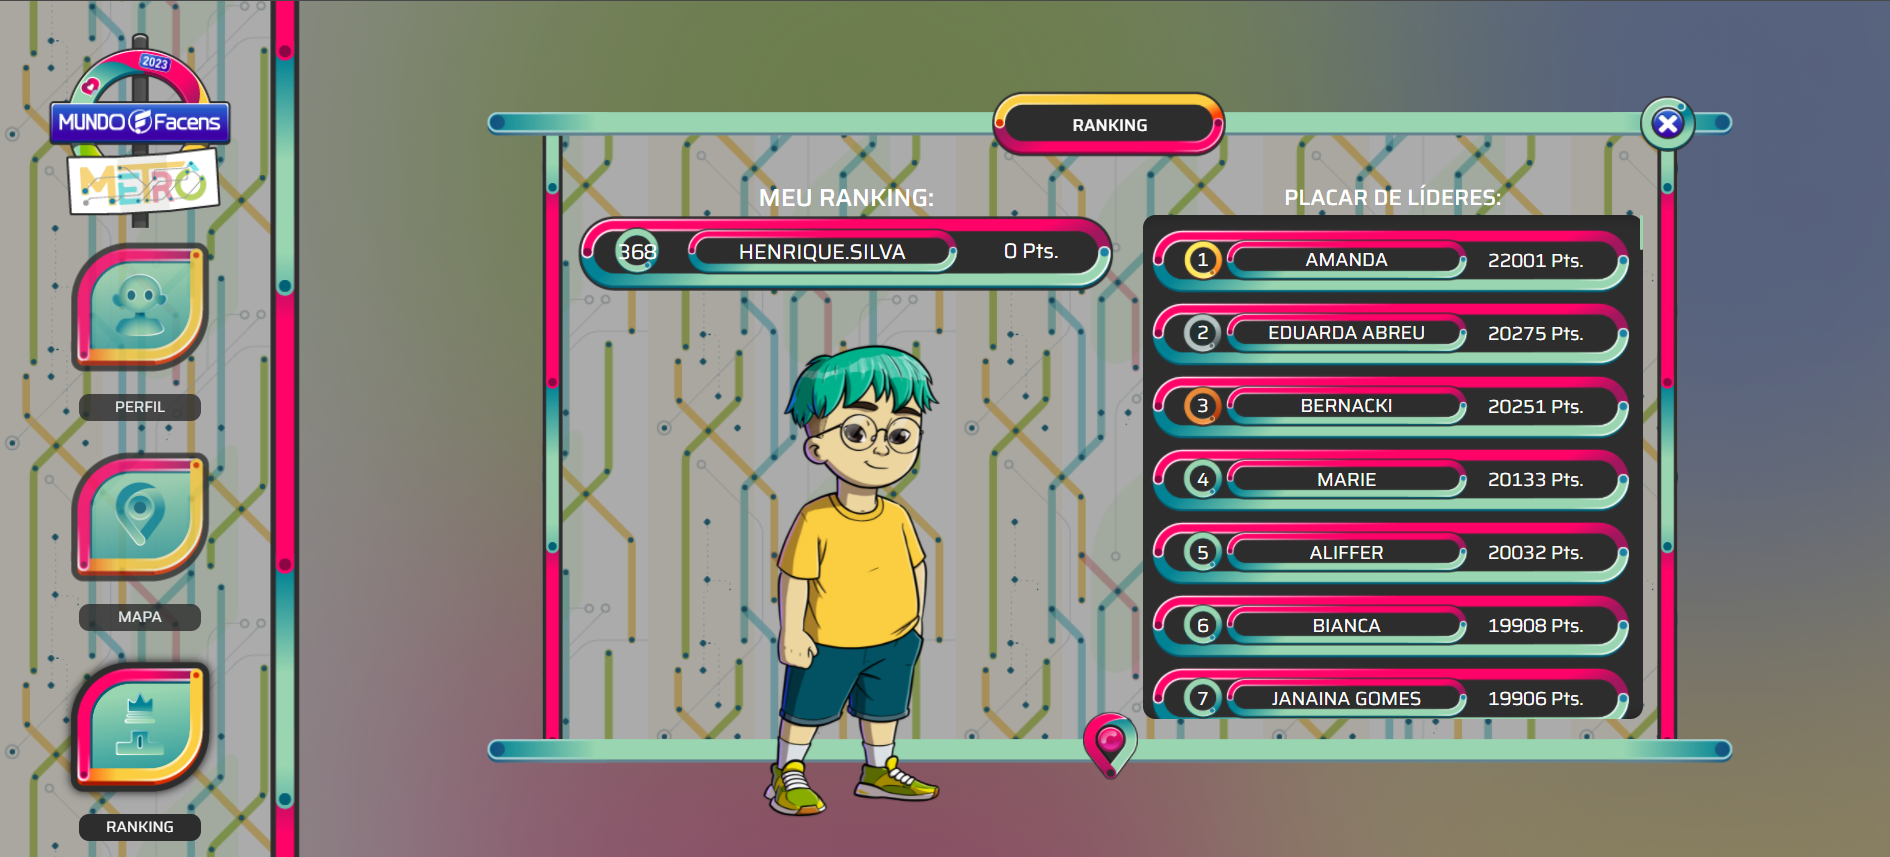 2023
MUNDO Facens
METRÔ
PERFIL
MAPA
RANKING
RANKING
MEU RANKING:
368 HENRIQUE.SILVA 0 Pts.
PLACAR DE LÍDERES:
1 AMANDA 22001 Pts.
2 EDUARDA ABREU 20275 Pts.
3 BERNACKI 20251 Pts.
4 MARIE 20133 Pts.
5 ALIFFER 20032 Pts.
6 BIANCA 19908 Pts.
7 JANAINA GOMES 19906 Pts.